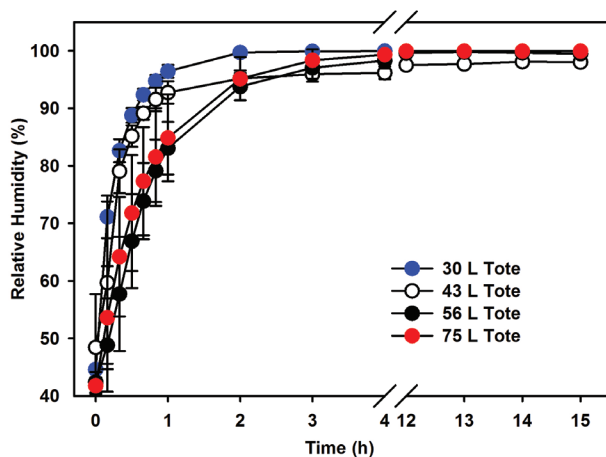 Relative Humidity (%)
100
90
80
70
60
50
40
30 L Tote
43 L Tote
56 L Tote
75 L Tote
0 1 2 3 4 12 13 14 15
Time (h)